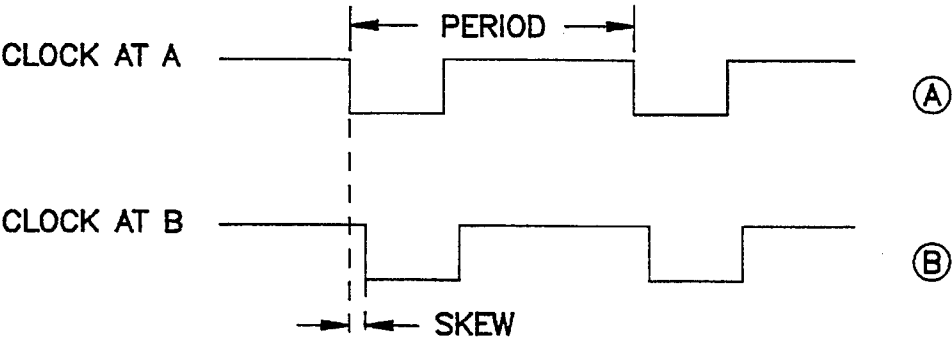 PERIOD
CLOCK AT A
A
CLOCK AT B
B
SKEW